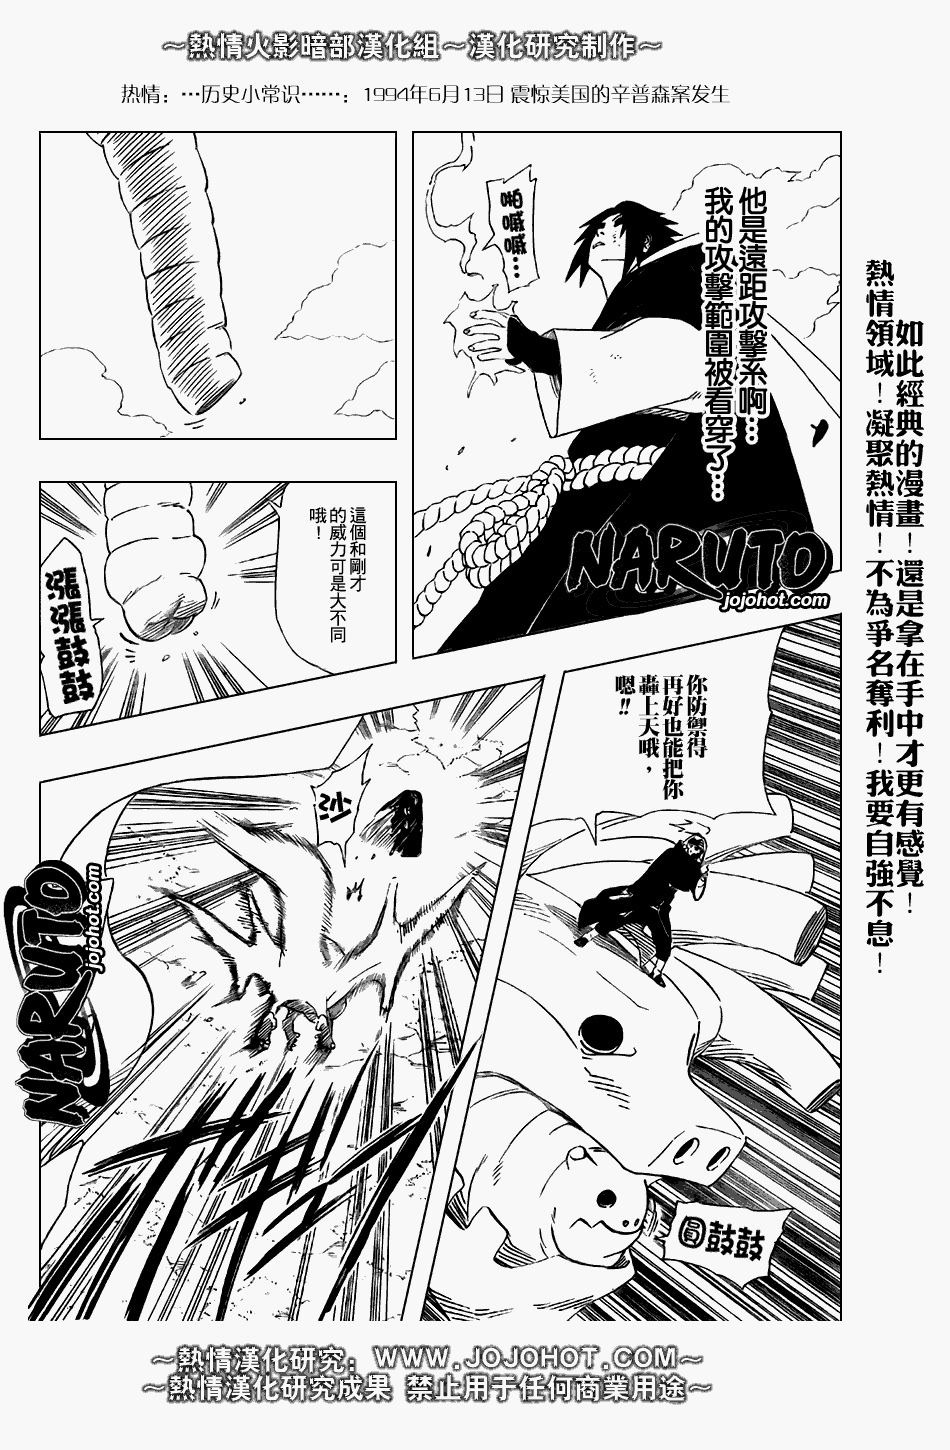 ～熱情火影暗部漢化組～漢化研究制作～
热情：…历史小常识……：1994年6月13日 震惊美国的辛普森案发生
他是遠距攻擊系啊…
我的攻擊範圍被看穿了…
啪嘁嘁…
NARUTO
jojohot.com
這個和剛才
的威力可是大不同
哦！
漲漲鼓鼓
你防禦得
再好也能把你
轟上天哦，
嗯!!
沙
圓鼓鼓
NARUTO
jojohot.com
如此經典的漫畫！還是拿在手中才更有感覺！
熱情領域！凝聚熱情！不為爭名奪利！我要自強不息！
～熱情漢化研究：WWW.JOJOHOT.COM～
～熱情漢化研究成果 禁止用于任何商業用途～